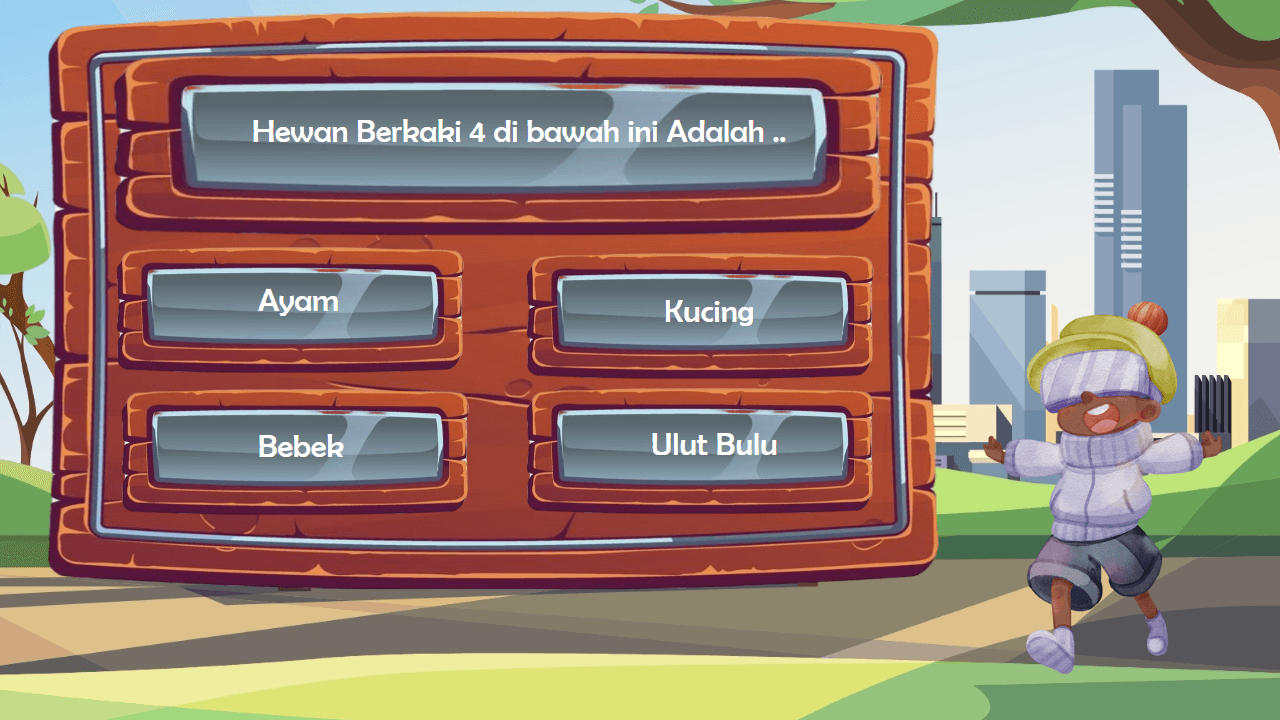 Hewan Berkaki 4 di bawah ini Adalah ..
Ayam
Kucing
Bebek
Ulut Bulu